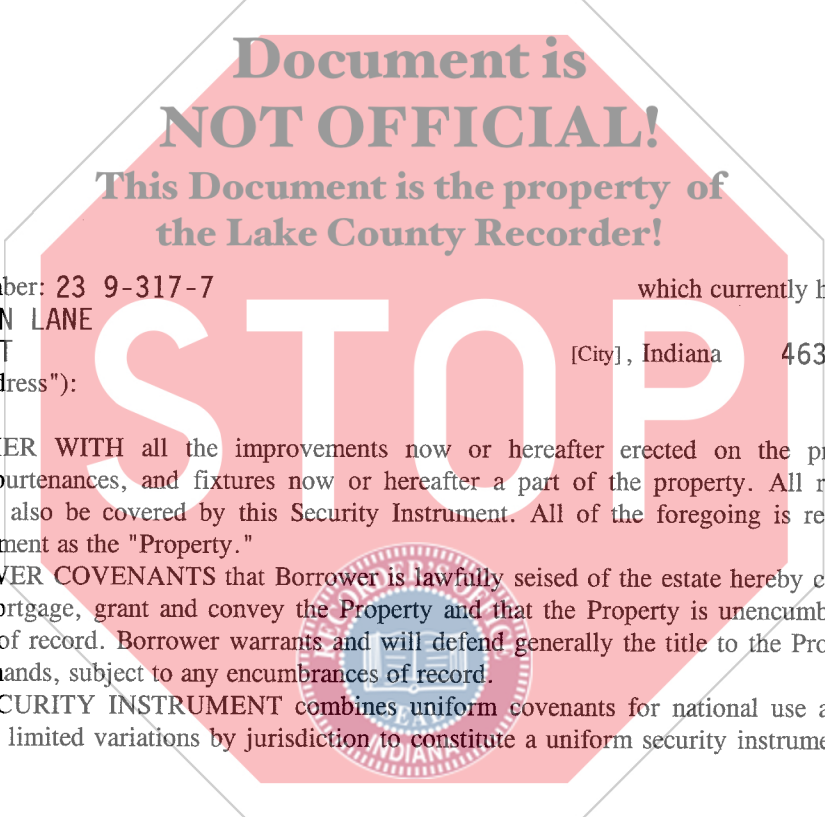 Document is
NOT OFFICIAL!
This Document is the property of
the Lake County Recorder!
ber: 23 9-317-7 which currently h
N LANE
T [City], Indiana 463
dress"):
STOP
ER WITH all the improvements now or hereafter erected on the pr
purtenances, and fixtures now or hereafter a part of the property. All r
also be covered by this Security Instrument. All of the foregoing is re
ment as the "Property."
VER COVENANTS that Borrower is lawfully seised of the estate hereby c
ortgage, grant and convey the Property and that the Property is unencumb
of record. Borrower warrants and will defend generally the title to the Pro
ands, subject to any encumbrances of record.
CURITY INSTRUMENT combines uniform covenants for national use a
limited variations by jurisdiction to constitute a uniform security instrume
RECORDER'S OFFICE
SEAL
INDIANA